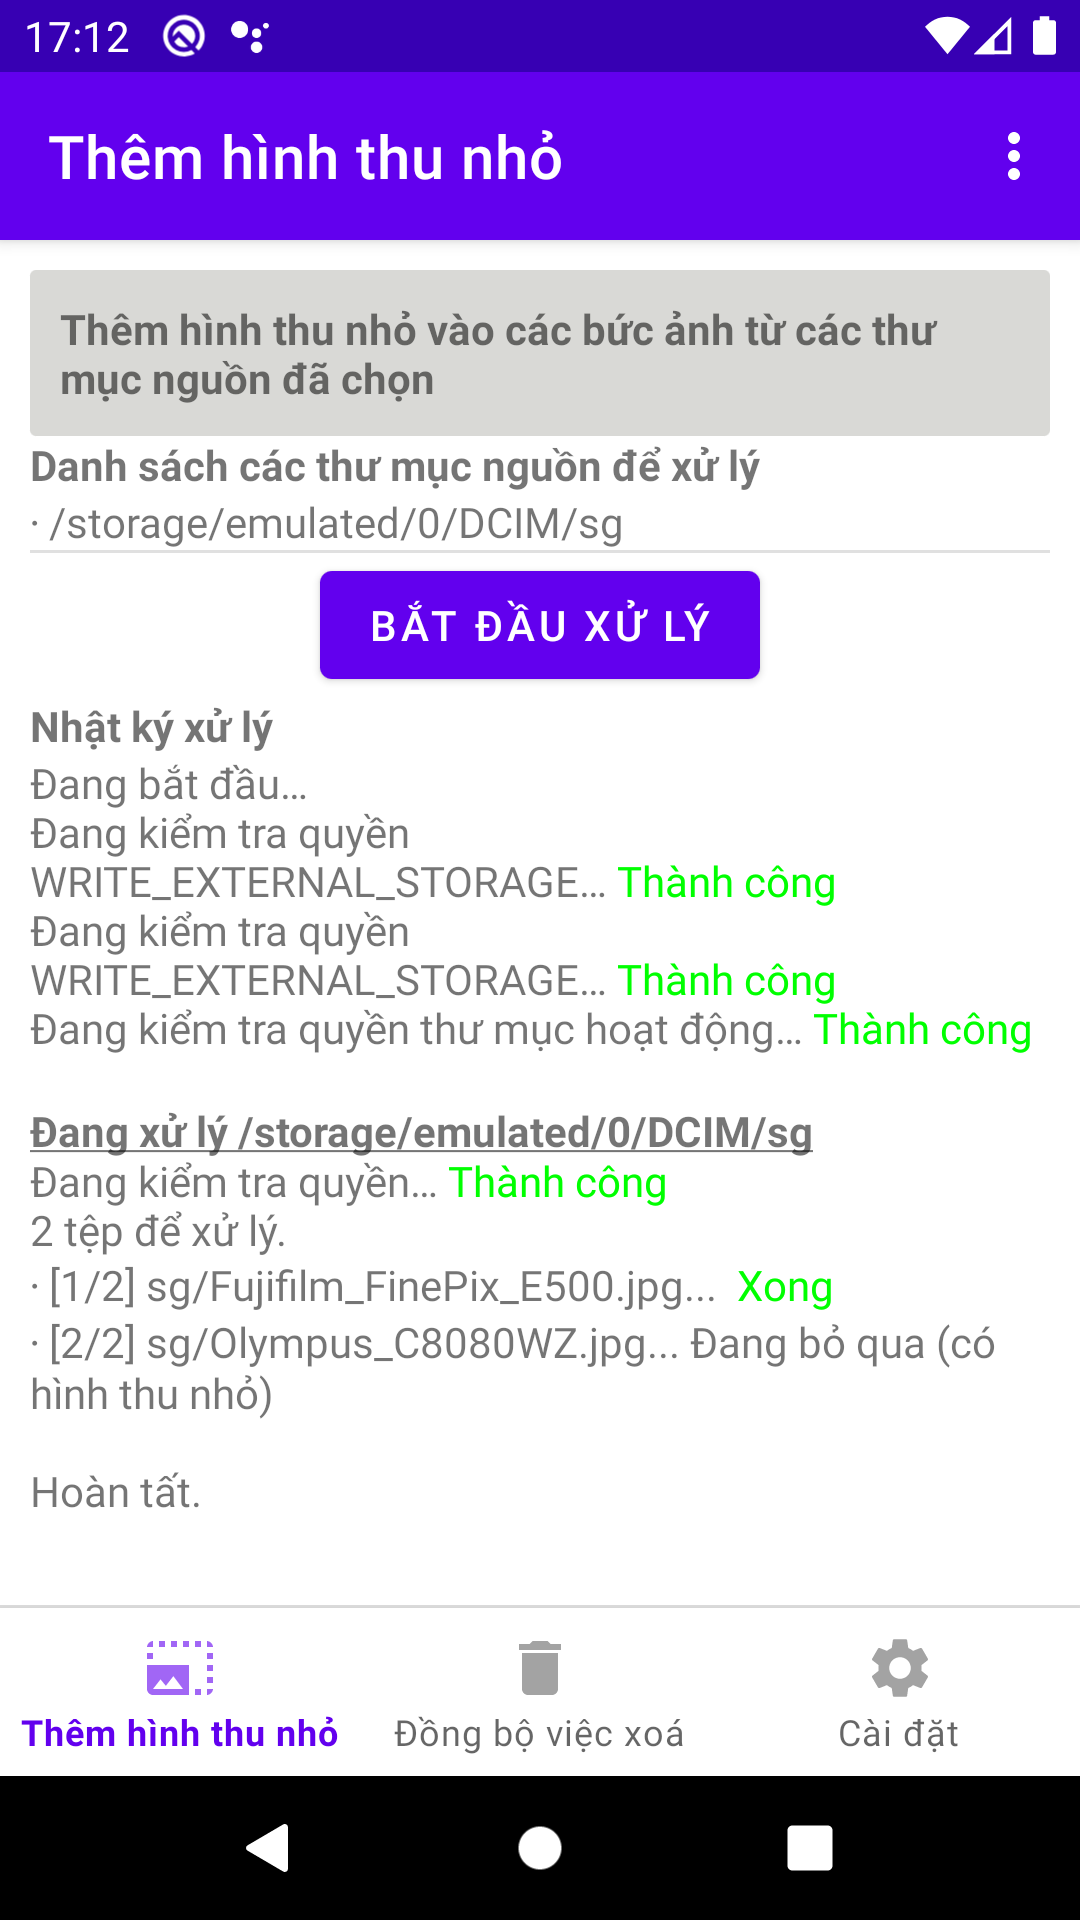 17:12
Thêm hình thu nhỏ
Thêm hình thu nhỏ vào các bức ảnh từ các thư
mục nguồn đã chọn
Danh sách các thư mục nguồn để xử lý
· /storage/emulated/0/DCIM/sg
BẮT ĐẦU XỬ LÝ
Nhật ký xử lý
Đang bắt đầu...
Đang kiểm tra quyền
WRITE_EXTERNAL_STORAGE... Thành công
Đang kiểm tra quyền
WRITE_EXTERNAL_STORAGE... Thành công
Đang kiểm tra quyền thư mục hoạt động... Thành công
Đang xử lý /storage/emulated/0/DCIM/sg
Đang kiểm tra quyền... Thành công
2 tệp để xử lý.
· [1/2] sg/Fujifilm_FinePix_E500.jpg... Xong
· [2/2] sg/Olympus_C8080WZ.jpg... Đang bỏ qua (có
hình thu nhỏ)
Hoàn tất.
Thêm hình thu nhỏ
Đồng bộ việc xoá
Cài đặt